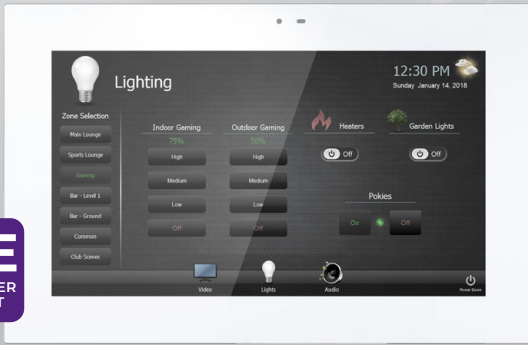 Lighting
12:30 PM
Sunday January 14, 2018
Zone Selection
Main Lounge
Sports Lounge
Gaming
Bar - Level 1
Bar - Ground
Common
Club Scenes
Indoor Gaming
75%
High
Medium
Low
Off
Outdoor Gaming
50%
High
Medium
Low
Off
Heaters
Off
Garden Lights
Off
Pokies
On
Off
Video
Lights
Audio
Power Down
E
ER
T